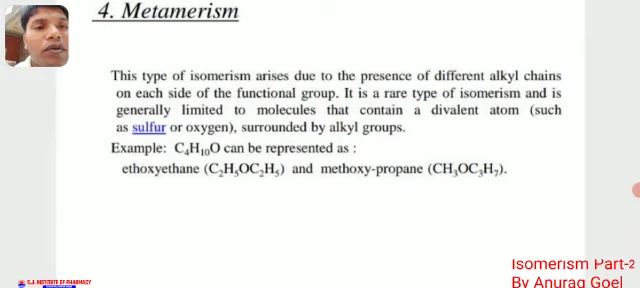 4. Metamerism
This type of isomerism arises due to the presence of different alkyl chains
on each side of the functional group. It is a rare type of isomerism and is
generally limited to molecules that contain a divalent atom (such
as sulfur or oxygen), surrounded by alkyl groups.
Example: C₄H₁₀O can be represented as :
ethoxyethane (C₂H₅OC₂H₅) and methoxy-propane (CH₃OC₃H₇).
Isomerism Part-2
By Anurag Goel
S.J. INSTITUTE OF PHARMACY